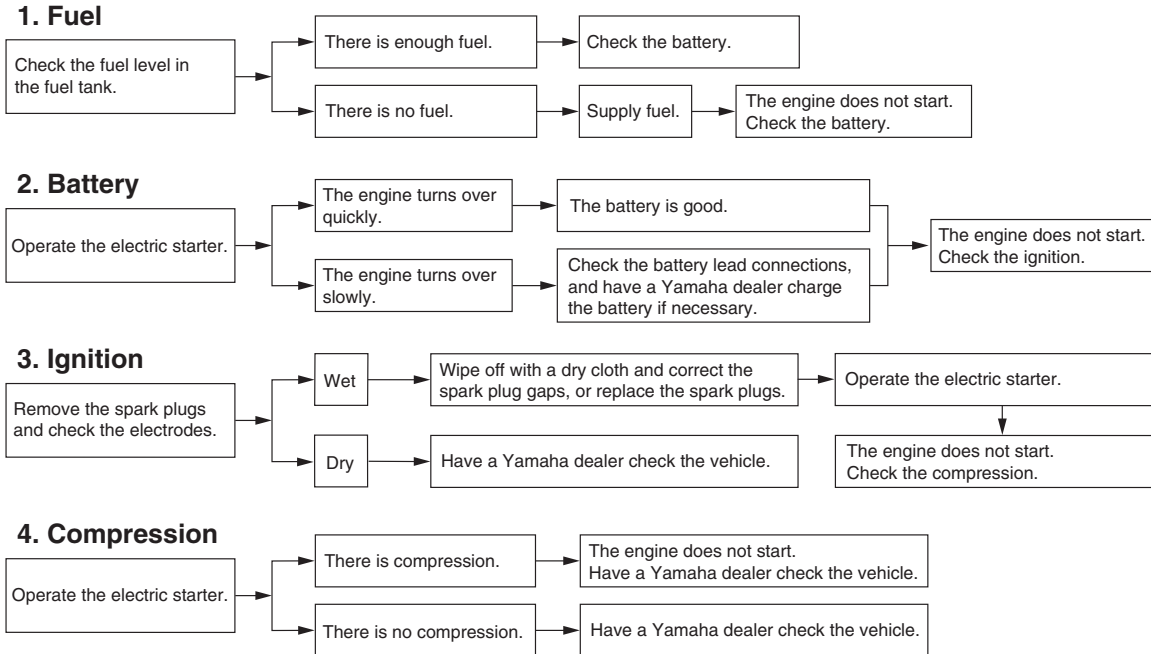 1. Fuel
Check the fuel level in
the fuel tank.
There is enough fuel.
Check the battery.
There is no fuel.
Supply fuel.
The engine does not start.
Check the battery.
2. Battery
Operate the electric starter.
The engine turns over
quickly.
The battery is good.
The engine turns over
slowly.
Check the battery lead connections,
and have a Yamaha dealer charge
the battery if necessary.
The engine does not start.
Check the ignition.
3. Ignition
Remove the spark plugs
and check the electrodes.
Wet
Wipe off with a dry cloth and correct the
spark plug gaps, or replace the spark plugs.
Operate the electric starter.
Dry
Have a Yamaha dealer check the vehicle.
The engine does not start.
Check the compression.
4. Compression
Operate the electric starter.
There is compression.
The engine does not start.
Have a Yamaha dealer check the vehicle.
There is no compression.
Have a Yamaha dealer check the vehicle.